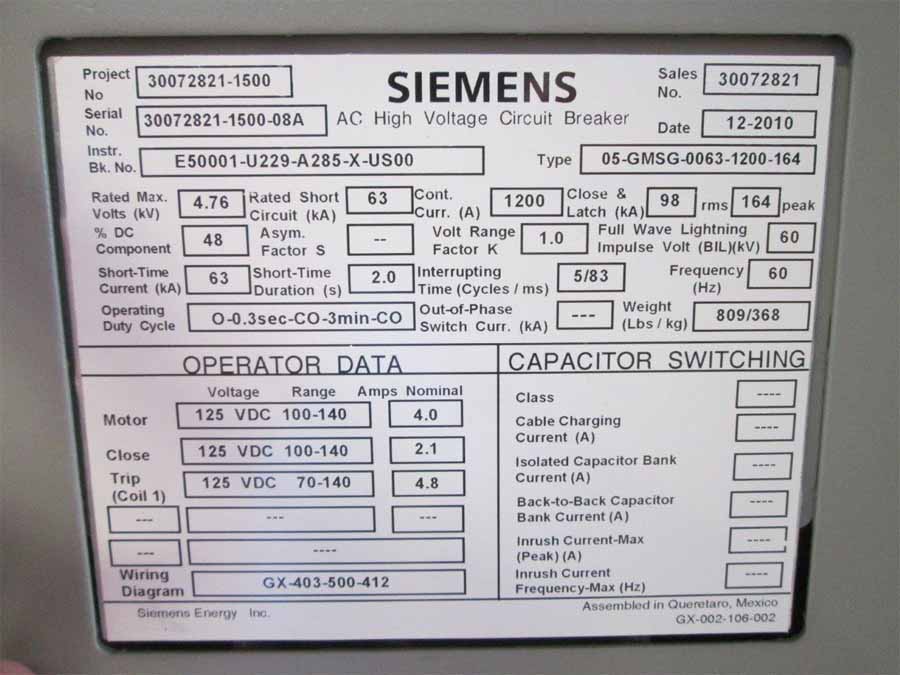 Project No 30072821-1500 SIEMENS Sales No. 30072821
Serial No. 30072821-1500-08A AC High Voltage Circuit Breaker Date 12-2010
Instr. Bk. No. E50001-U229-A285-X-US00 Type 05-GMSG-0063-1200-164
Rated Max. Volts (kV) 4.76 Rated Short Circuit (kA) 63 Cont. Curr. (A) 1200 Close & Latch (kA) 98 rms 164 peak
% DC Component 48 Asym. Factor S -- Volt Range Factor K 1.0 Full Wave Lightning Impulse Volt (BIL)(kV) 60
Short-Time Current (kA) 63 Short-Time Duration (s) 2.0 Interrupting Time (Cycles / ms) 5/83 Frequency (Hz) 60
Operating Duty Cycle O-0.3sec-CO-3min-CO Out-of-Phase Switch Curr. (kA) --- Weight (Lbs / kg) 809/368
OPERATOR DATA
Voltage Range Amps Nominal
Motor 125 VDC 100-140 4.0
Close 125 VDC 100-140 2.1
Trip (Coil 1) 125 VDC 70-140 4.8
--- --- ---
--- ----
Wiring Diagram GX-403-500-412
Siemens Energy Inc.
CAPACITOR SWITCHING
Class ----
Cable Charging Current (A) ----
Isolated Capacitor Bank Current (A) ----
Back-to-Back Capacitor Bank Current (A) ----
Inrush Current-Max (Peak) (A) ----
Inrush Current Frequency-Max (Hz) ----
Assembled in Queretaro, Mexico
GX-002-106-002